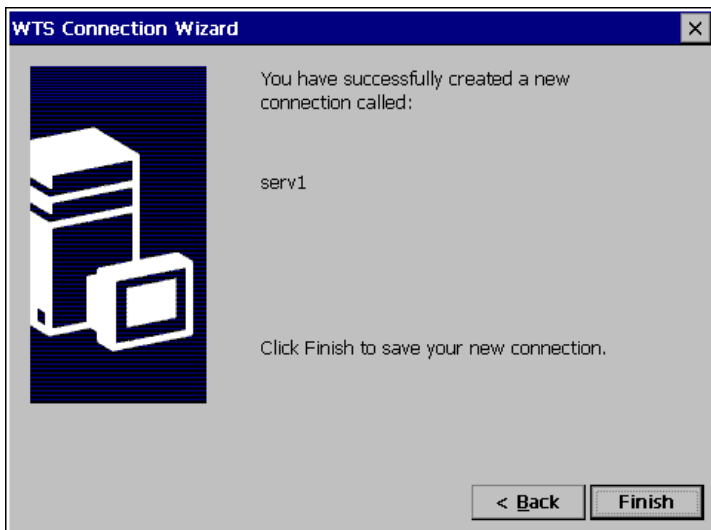 WTS Connection Wizard
You have successfully created a new
connection called:
serv1
Click Finish to save your new connection.
< Back
Finish